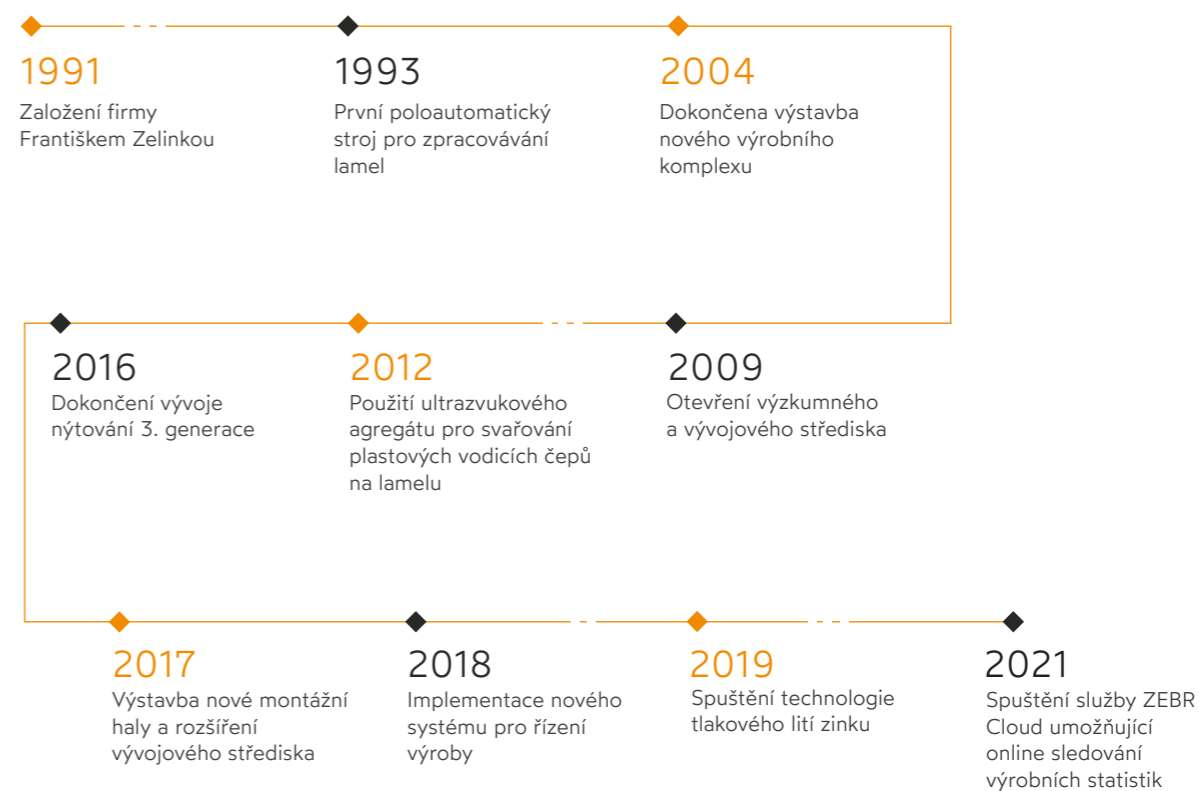 1991
Založení firmy
Františkem Zelinkou
1993
První poloautomatický
stroj pro zpracovávání
lamel
2004
Dokončena výstavba
nového výrobního
komplexu
2009
Otevření výzkumného
a vývojového střediska
2012
Použití ultrazvukového
agregátu pro svařování
plastových vodicích čepů
na lamelu
2016
Dokončení vývoje
nýtování 3. generace
2017
Výstavba nové montážní
haly a rozšíření
vývojového střediska
2018
Implementace nového
systému pro řízení
výroby
2019
Spuštění technologie
tlakového lití zinku
2021
Spuštění služby ZEBR
Cloud umožňující
online sledování
výrobních statistik